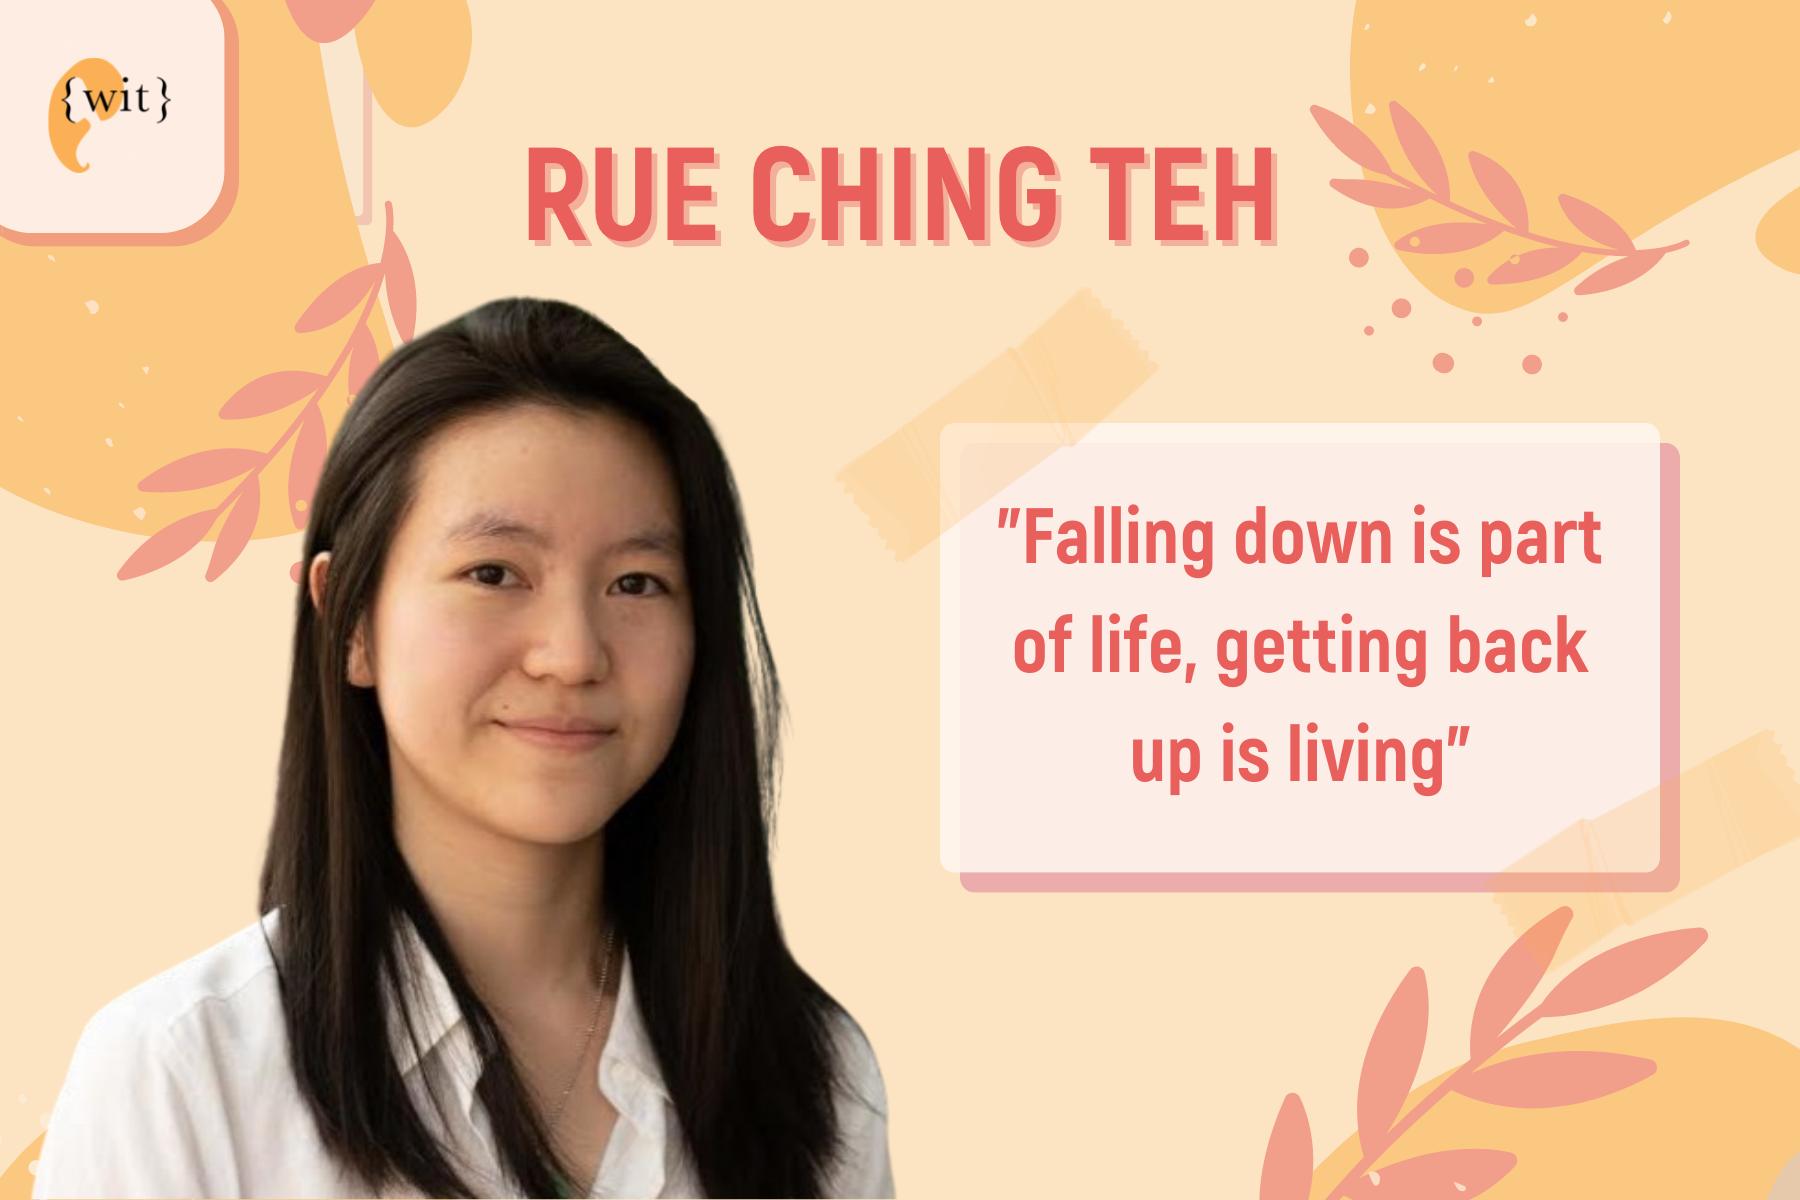 {wit}
RUE CHING TEH
"Falling down is part
of life, getting back
up is living"